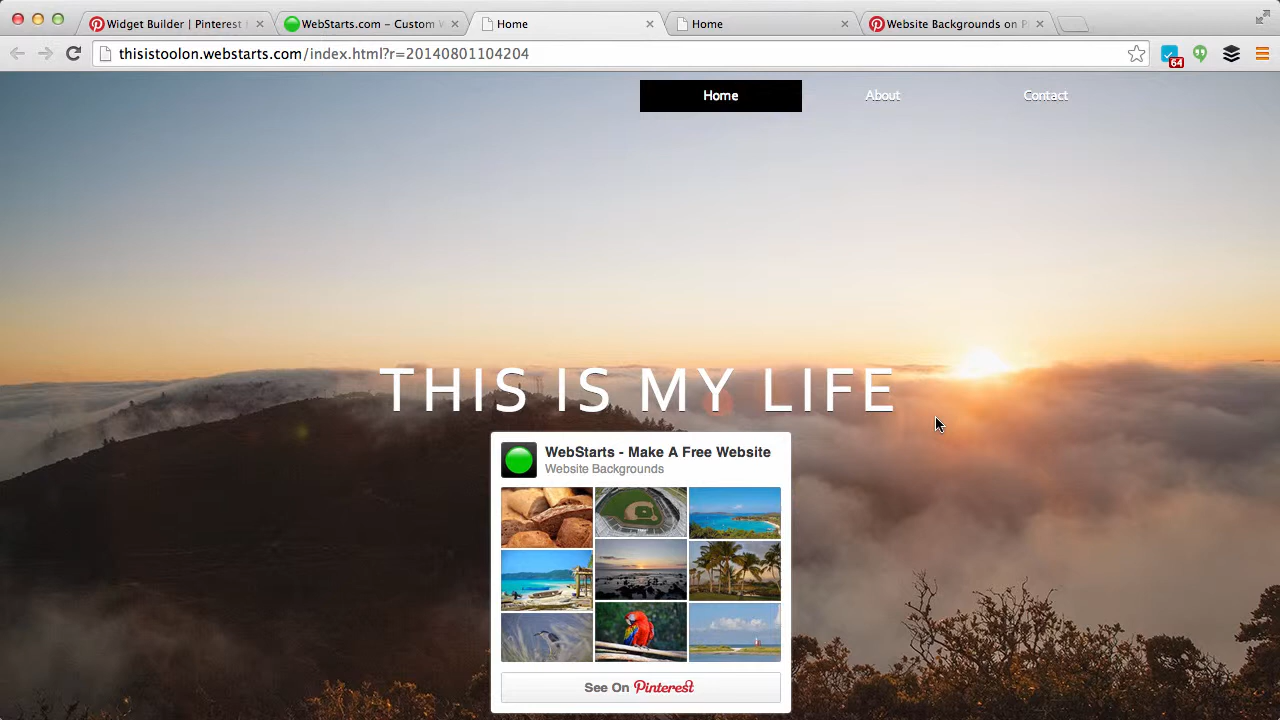 Widget Builder | Pinterest
WebStarts.com – Custom W
Home
Home
Website Backgrounds on P
thisistoolon.webstarts.com/index.html?r=20140801104204
64
Home
About
Contact
THIS IS MY LIFE
WebStarts - Make A Free Website
Website Backgrounds
See On Pinterest